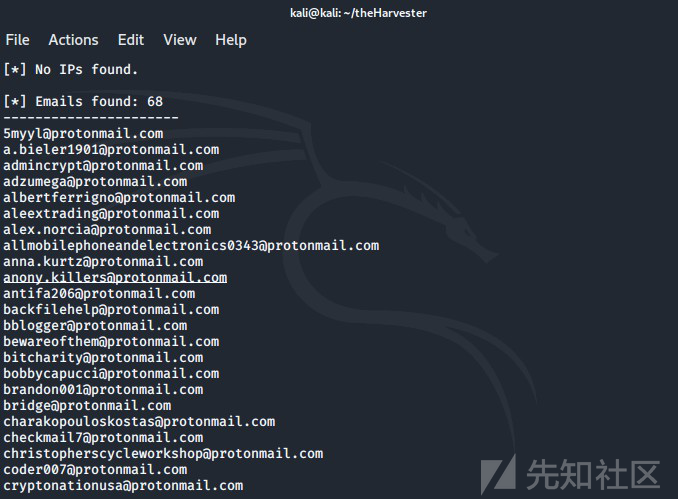 kali@kali: ~/theHarvester
File Actions Edit View Help
[*] No IPs found.
[*] Emails found: 68
----------------------
5myyl@protonmail.com
a.bieler1901@protonmail.com
admincrypt@protonmail.com
adzumega@protonmail.com
albertferrigno@protonmail.com
aleextrading@protonmail.com
alex.norcia@protonmail.com
allmobilephoneandelectronics0343@protonmail.com
anna.kurtz@protonmail.com
anony.killers@protonmail.com
antifa206@protonmail.com
backfilehelp@protonmail.com
bblogger@protonmail.com
bewareofthem@protonmail.com
bitcharity@protonmail.com
bobbycapucci@protonmail.com
brandon001@protonmail.com
bridge@protonmail.com
charakopouloskostas@protonmail.com
checkmail7@protonmail.com
christopherscycleworkshop@protonmail.com
coder007@protonmail.com
cryptonationusa@protonmail.com
先知社区